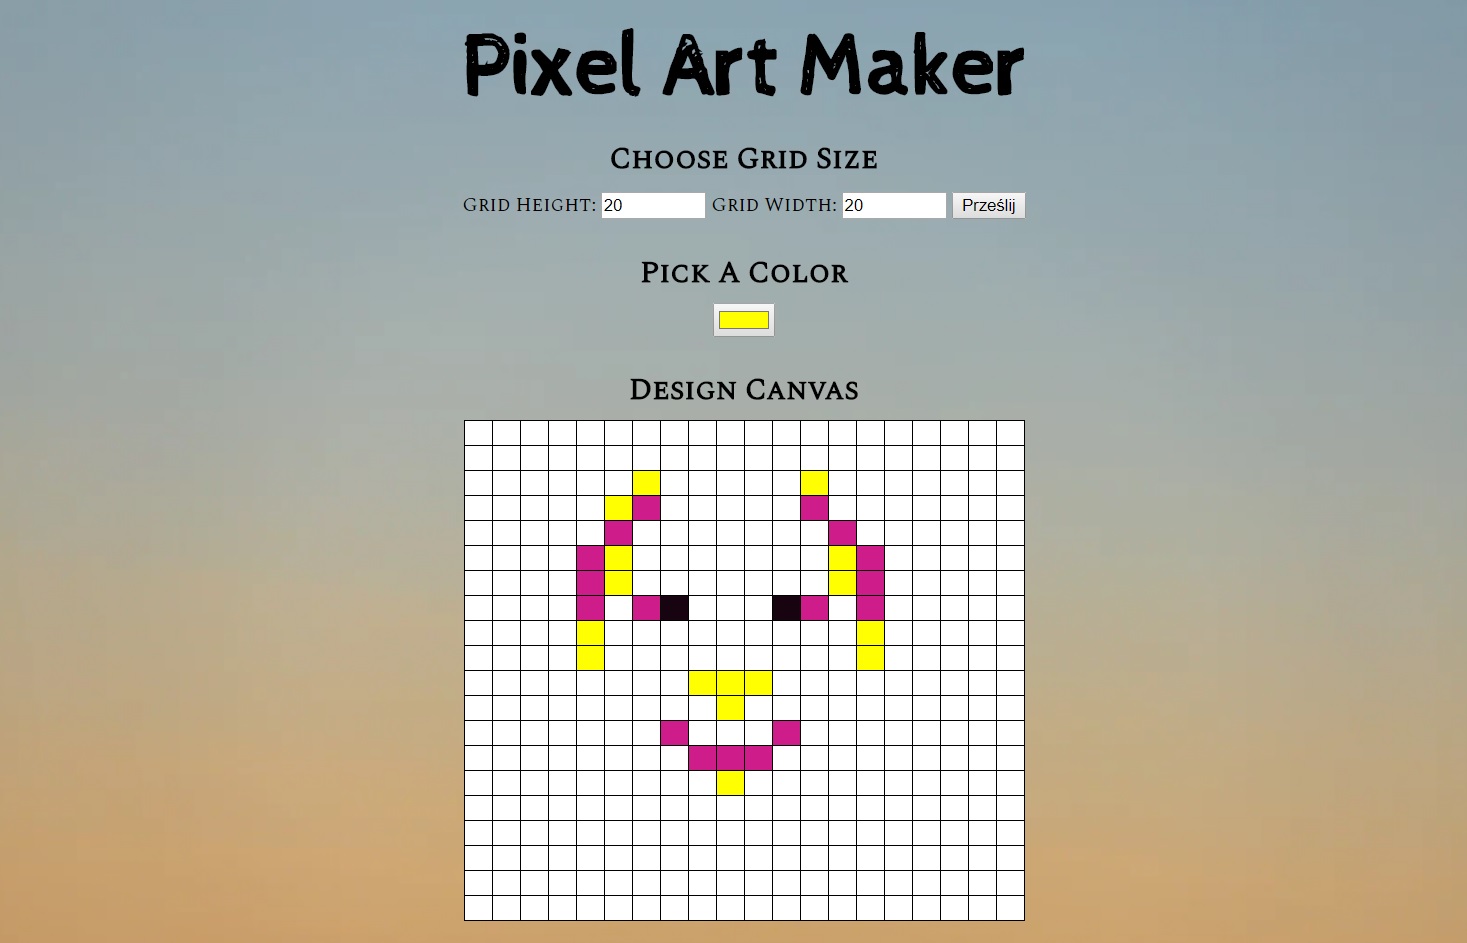 Pixel Art Maker
Choose Grid Size
Grid Height: 20 Grid Width: 20 Prześlij
Pick A Color
Design Canvas